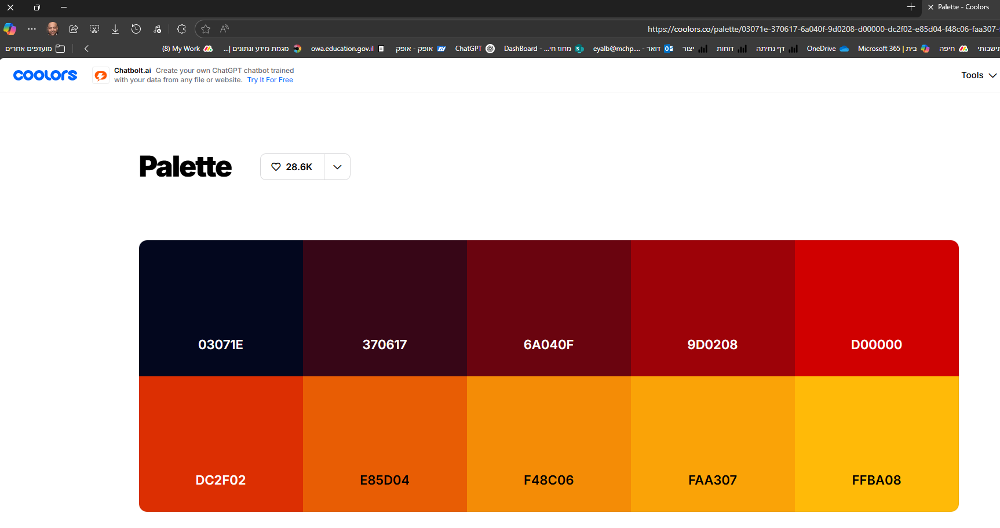 Palette - Coolors
https://coolors.co/palette/03071e-370617-6a040f-9d0208-d00000-dc2f02-e85d04-f48c06-faa307-
מועדפים אחרים
(8) My Work
מגמת מידע ונתונים |...
owa.education.gov.il
אופק - אופק
ChatGPT
DashBoard - מחוז חי...
eyalb@mchp.... - דואר
יצור
דוחות
דף נחיתה
OneDrive
Microsoft 365 | בית
חיפה
coolors
Chatbolt.ai Create your own ChatGPT chatbot trained
with your data from any file or website. Try It For Free
Tools
Palette
28.6K
03071E
370617
6A040F
9D0208
D00000
DC2F02
E85D04
F48C06
FAA307
FFBA08